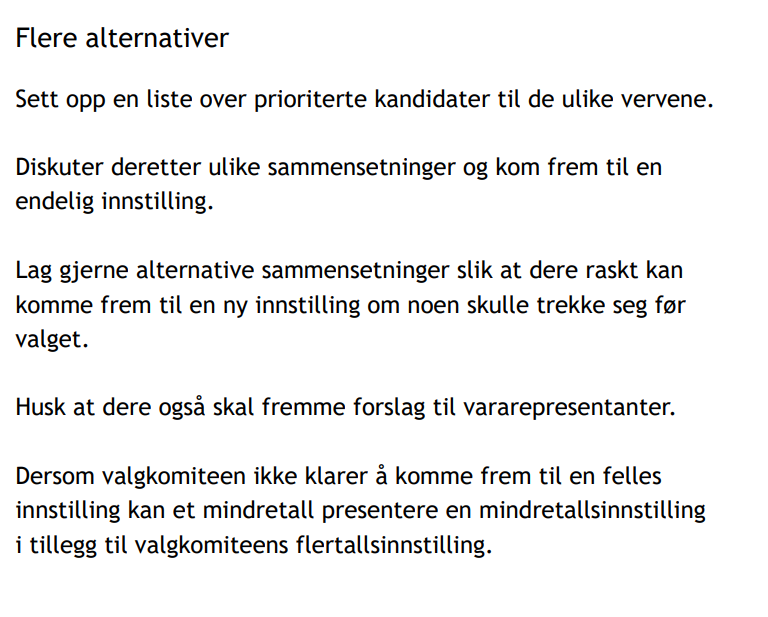 Flere alternativer
Sett opp en liste over prioriterte kandidater til de ulike vervene.
Diskuter deretter ulike sammensetninger og kom frem til en
endelig innstilling.
Lag gjerne alternative sammensetninger slik at dere raskt kan
komme frem til en ny innstilling om noen skulle trekke seg før
valget.
Husk at dere også skal fremme forslag til vararepresentanter.
Dersom valgkomiteen ikke klarer å komme frem til en felles
innstilling kan et mindretall presentere en mindretallsinnstilling
i tillegg til valgkomiteens flertallsinnstilling.